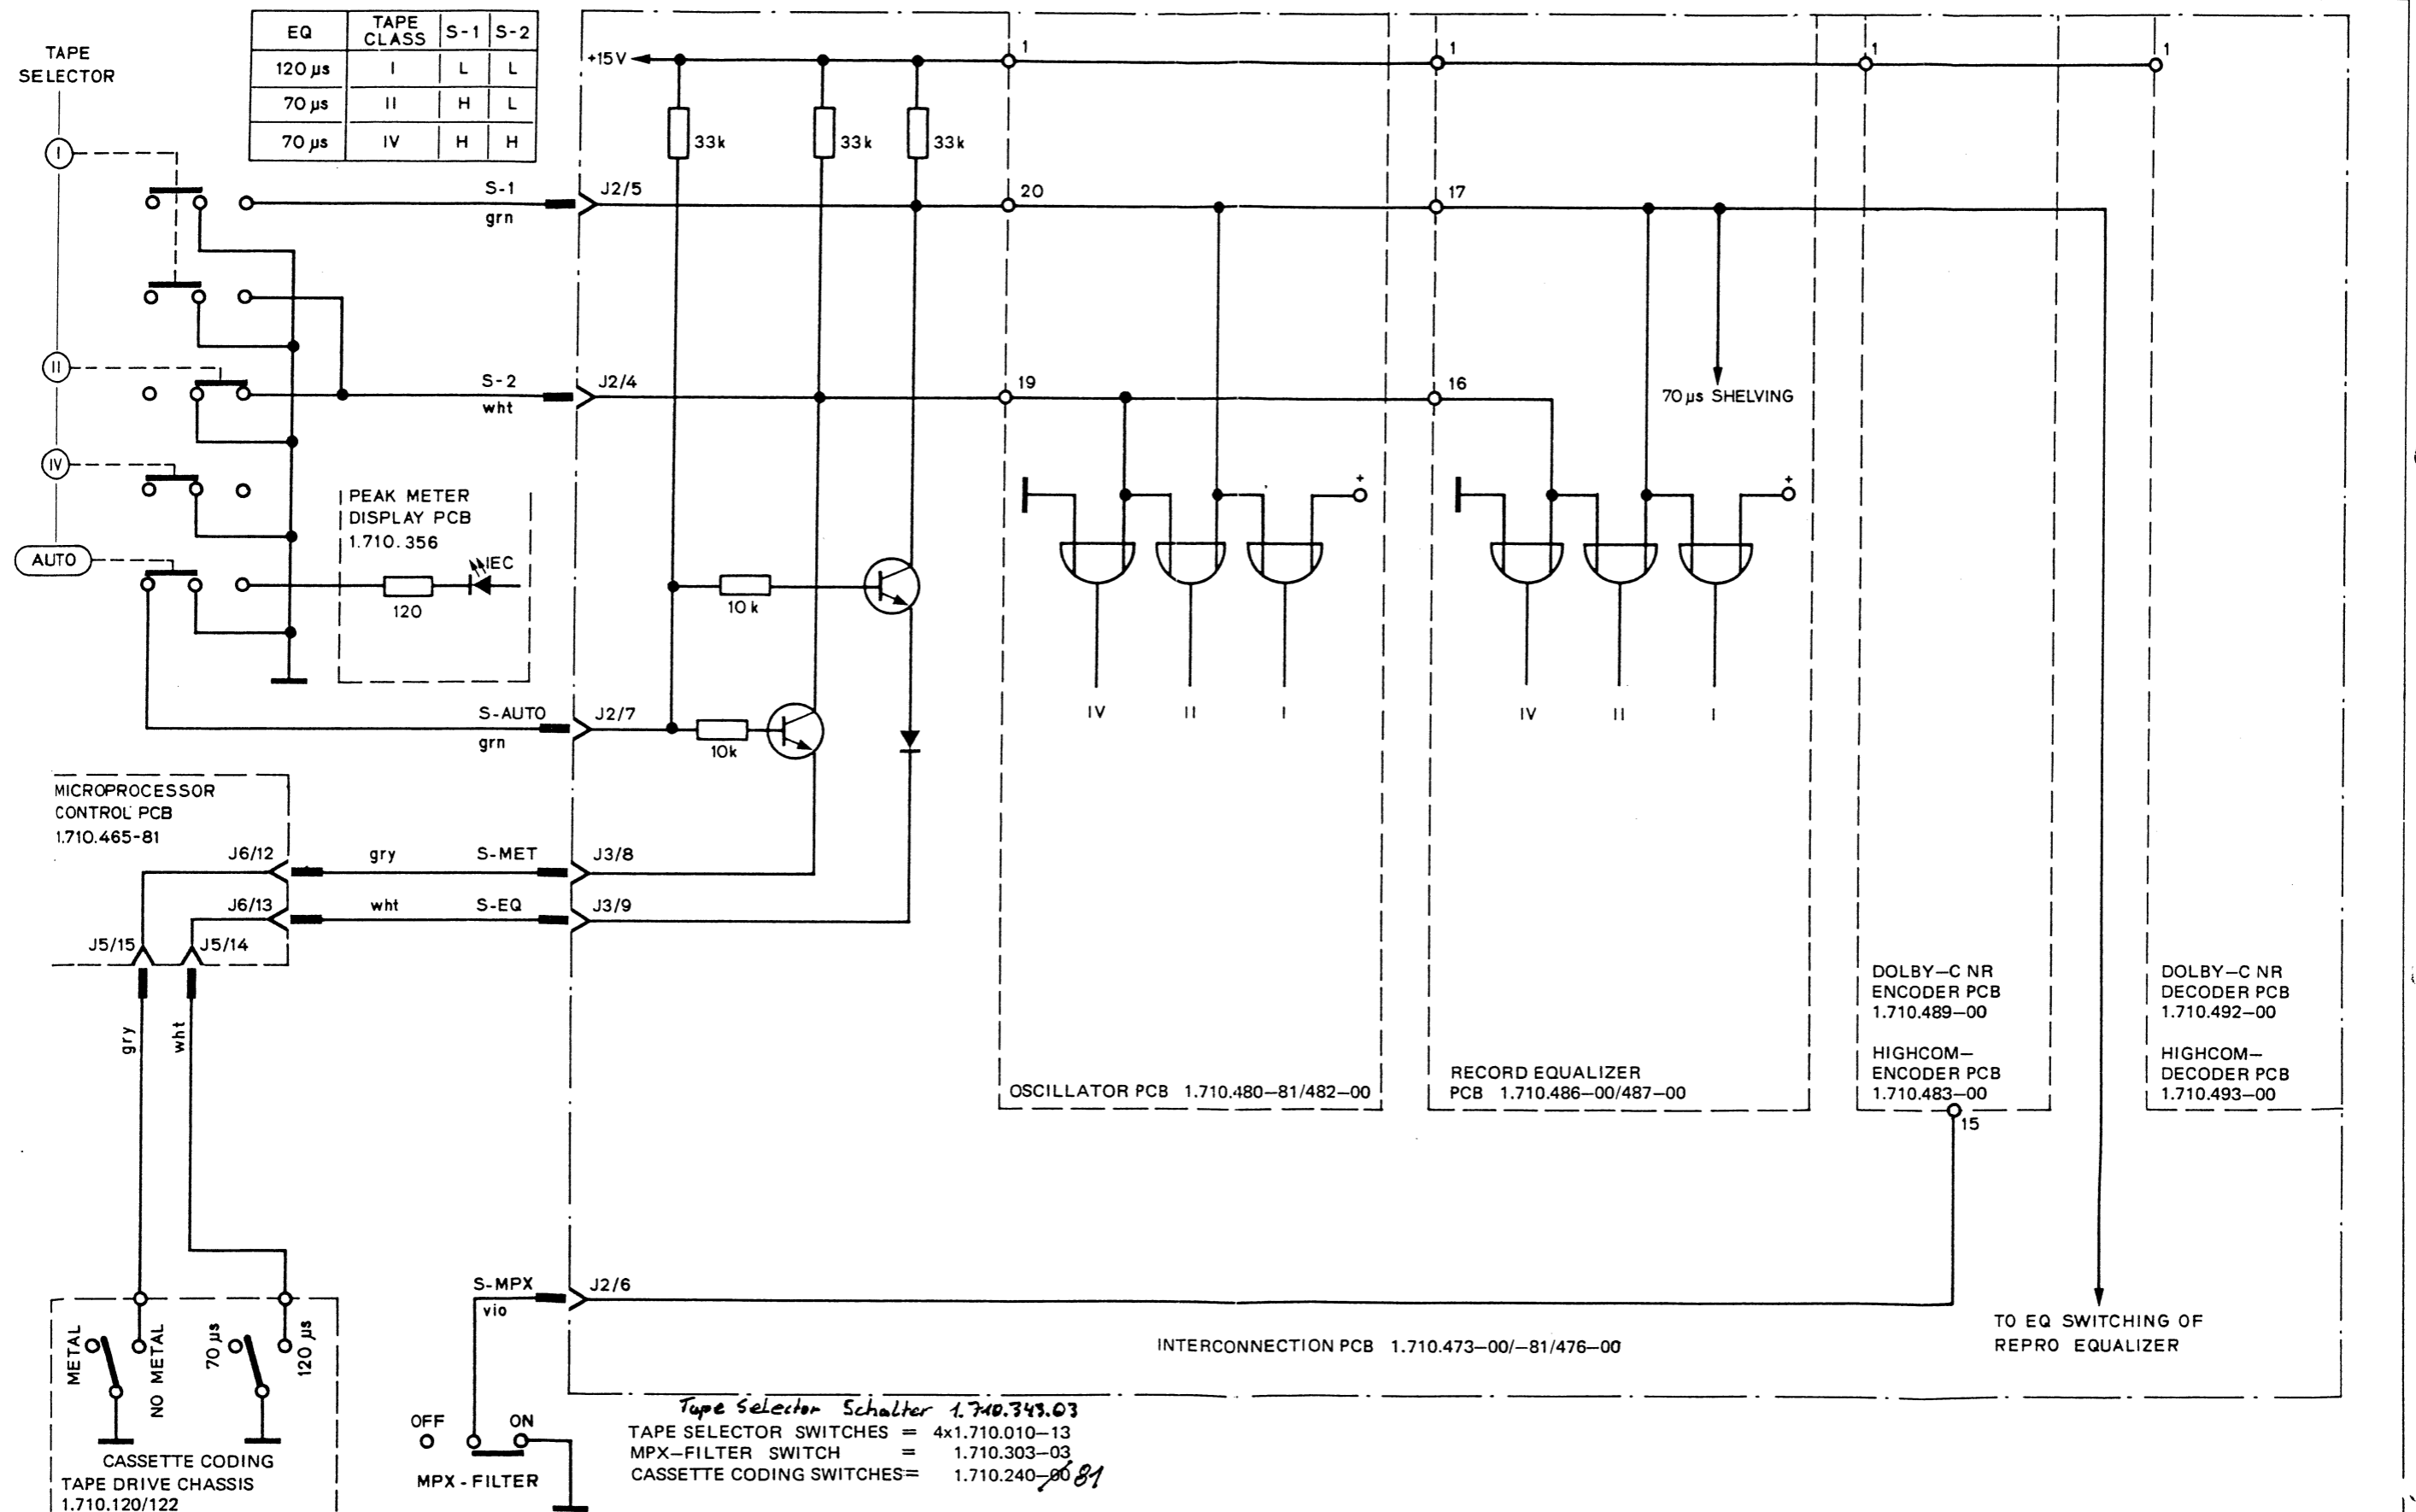 TAPE
SELECTOR
EQ TAPE CLASS S-1 S-2
120 µs I L L
70 µs II H L
70 µs IV H H
I
II
IV
AUTO
+15V
33k
33k
33k
1
1
1
1
S-1
grn
J2/5
20
17
S-2
wht
J2/4
19
16
70 µs SHELVING
PEAK METER
DISPLAY PCB
1.710.356
IEC
120
10 k
+
+
IV II I
IV II I
S-AUTO
grn
J2/7
10k
MICROPROCESSOR
CONTROL PCB
1.710.465-81
J6/12
gry
S-MET
J3/8
J6/13
wht
S-EQ
J3/9
J5/15
J5/14
gry
wht
DOLBY–C NR
ENCODER PCB
1.710.489–00
HIGHCOM–
ENCODER PCB
1.710.483–00
15
DOLBY–C NR
DECODER PCB
1.710.492–00
HIGHCOM–
DECODER PCB
1.710.493–00
OSCILLATOR PCB 1.710.480–81/482–00
RECORD EQUALIZER
PCB 1.710.486–00/487–00
S-MPX
vio
J2/6
TO EQ SWITCHING OF
REPRO EQUALIZER
INTERCONNECTION PCB 1.710.473–00/–81/476–00
METAL
NO METAL
70 µs
120 µs
CASSETTE CODING
TAPE DRIVE CHASSIS
1.710.120/122
OFF
ON
MPX - FILTER
Tape Selector Schalter 1.710.343.03
TAPE SELECTOR SWITCHES = 4x1.710.010–13
MPX–FILTER SWITCH = 1.710.303–03
CASSETTE CODING SWITCHES= 1.710.240–00 81